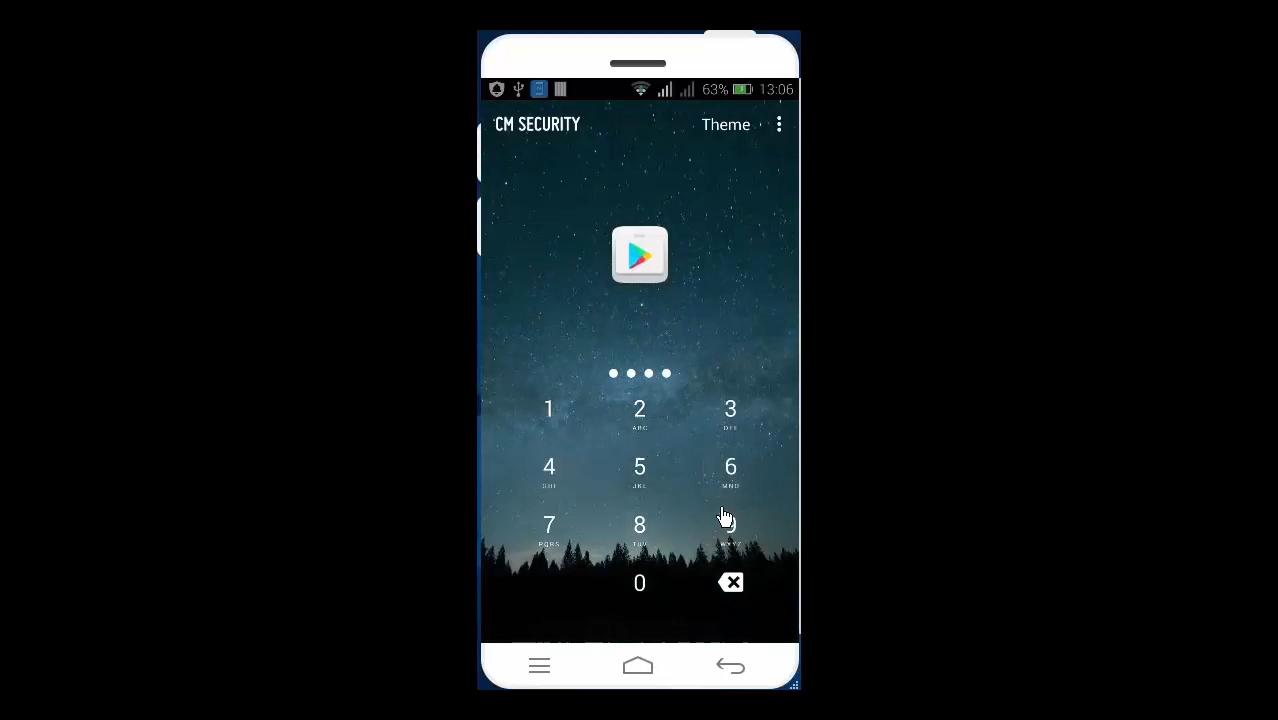 63% 13:06
CM SECURITY Theme
1 2 3
ABC DEF
4 5 6
GHI JKL MNO
7 8 9
PQRS TUV WXYZ
0